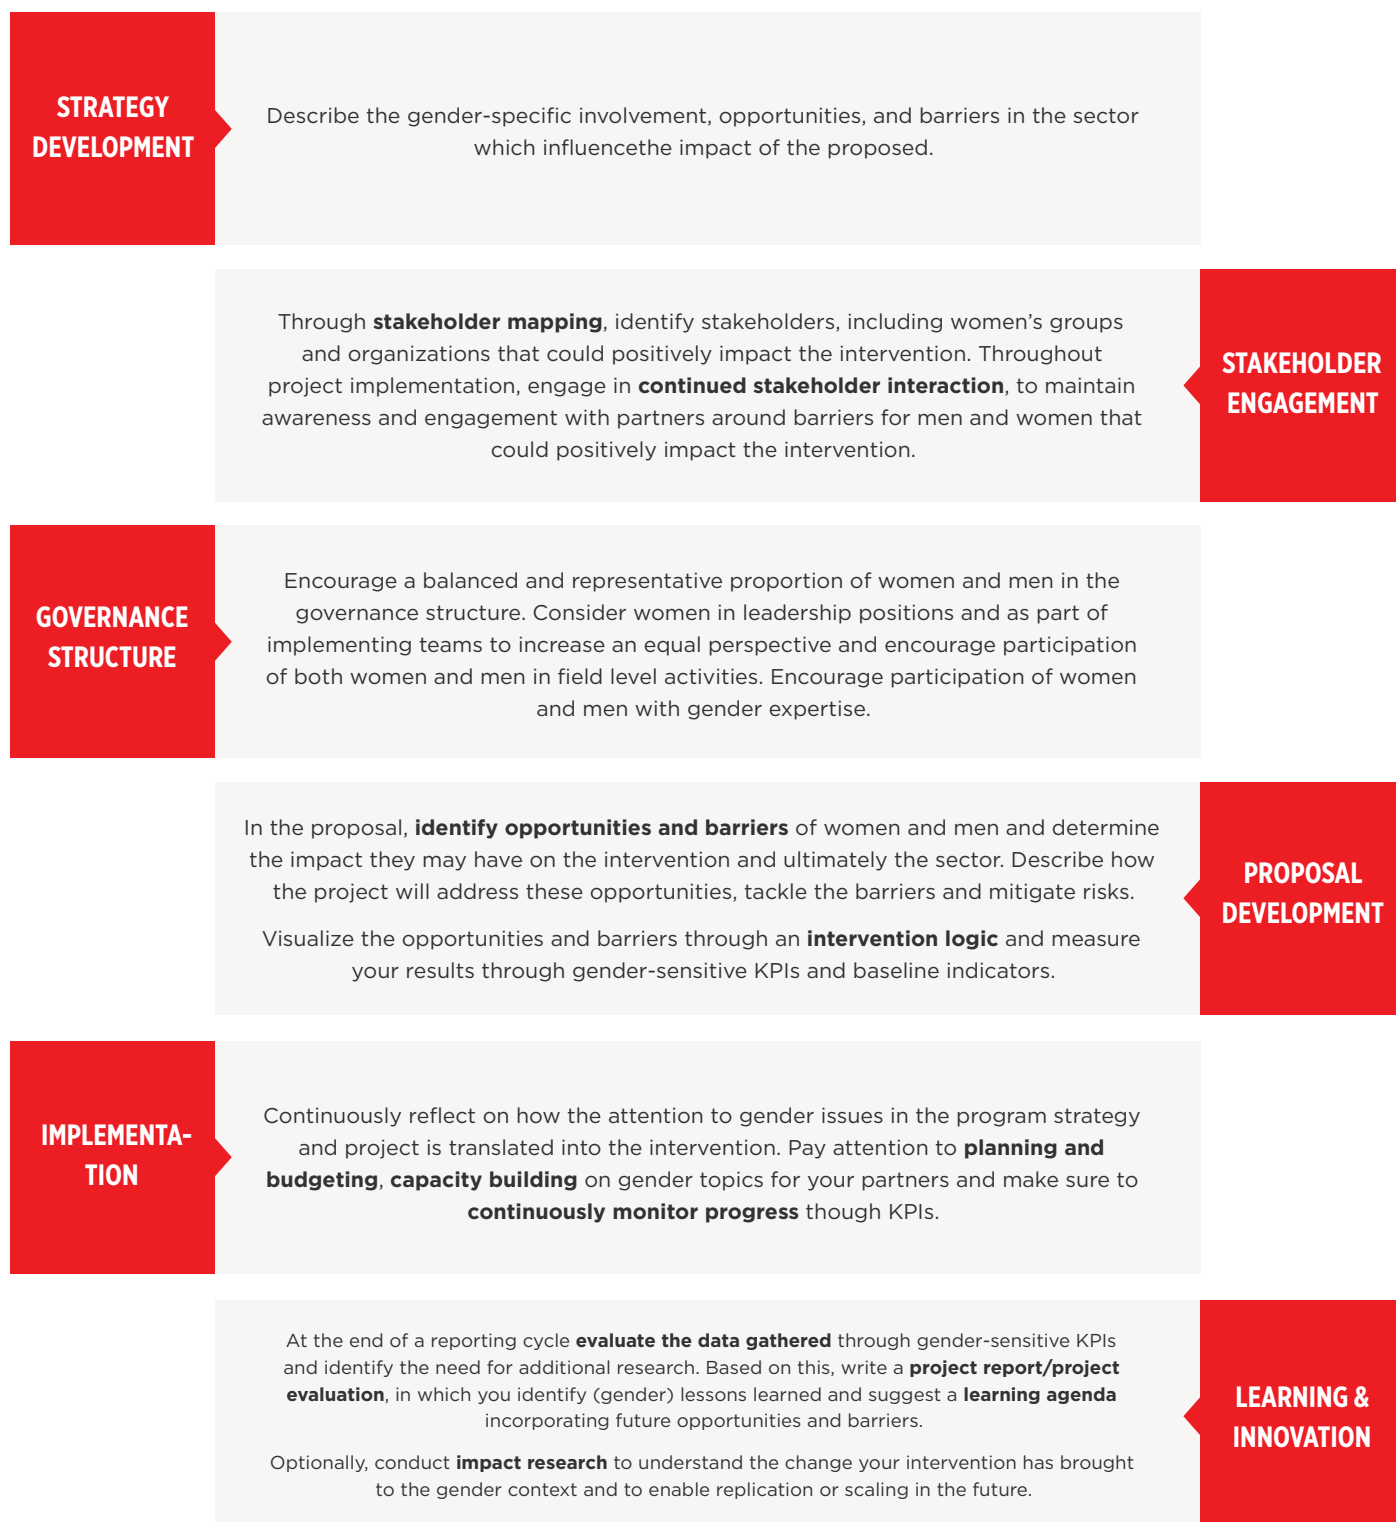 STRATEGY
DEVELOPMENT
Describe the gender-specific involvement, opportunities, and barriers in the sector
which influencethe impact of the proposed.
Through stakeholder mapping, identify stakeholders, including women’s groups
and organizations that could positively impact the intervention. Throughout
project implementation, engage in continued stakeholder interaction, to maintain
awareness and engagement with partners around barriers for men and women that
could positively impact the intervention.
STAKEHOLDER
ENGAGEMENT
GOVERNANCE
STRUCTURE
Encourage a balanced and representative proportion of women and men in the
governance structure. Consider women in leadership positions and as part of
implementing teams to increase an equal perspective and encourage participation
of both women and men in field level activities. Encourage participation of women
and men with gender expertise.
In the proposal, identify opportunities and barriers of women and men and determine
the impact they may have on the intervention and ultimately the sector. Describe how
the project will address these opportunities, tackle the barriers and mitigate risks.
Visualize the opportunities and barriers through an intervention logic and measure
your results through gender-sensitive KPIs and baseline indicators.
PROPOSAL
DEVELOPMENT
IMPLEMENTA-
TION
Continuously reflect on how the attention to gender issues in the program strategy
and project is translated into the intervention. Pay attention to planning and
budgeting, capacity building on gender topics for your partners and make sure to
continuously monitor progress though KPIs.
At the end of a reporting cycle evaluate the data gathered through gender-sensitive KPIs
and identify the need for additional research. Based on this, write a project report/project
evaluation, in which you identify (gender) lessons learned and suggest a learning agenda
incorporating future opportunities and barriers.
Optionally, conduct impact research to understand the change your intervention has brought
to the gender context and to enable replication or scaling in the future.
LEARNING &
INNOVATION